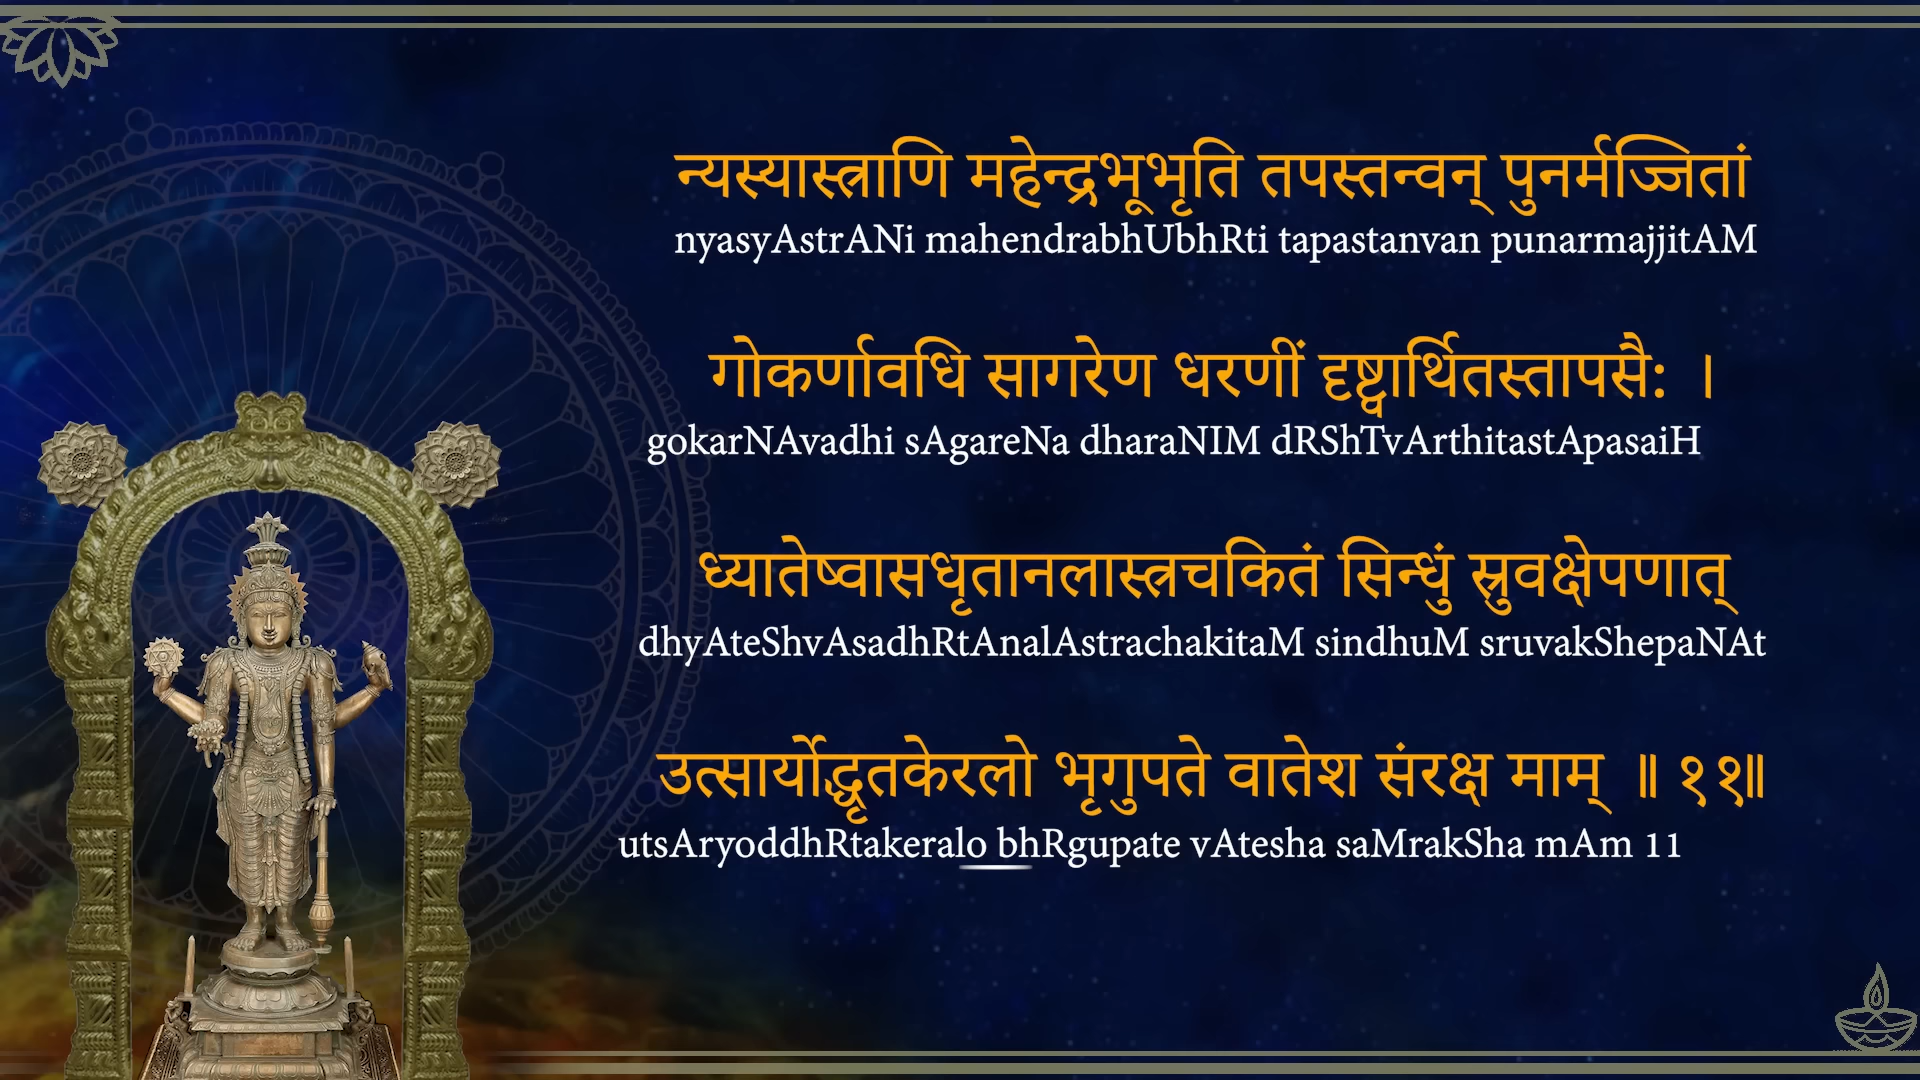 न्यस्यास्त्राणि महेन्द्रभूभृति तपस्तन्वन् पुनर्मज्जितां
nyasyAstrANi mahendrabhUbhRti tapastanvan punarmajjitAM
गोकर्णावधि सागरेण धरणीं दृष्ट्वार्थितस्तापसैः ।
gokarNAvadhi sAgareNa dharaNIM dRShTvArthitastApasaiH
ध्यातेष्वासधृतानलास्त्रचकितं सिन्धुं स्रुवक्षेपणात्
dhyAteShvAsadhRtAnalAstrachakitaM sindhuM sruvakShepaNAt
उत्सार्योद्धृतकेरलो भृगुपते वातेश संरक्ष माम् ॥ ११॥
utsAryoddhRtakeralo bhRgupate vAtesha saMrakSha mAm 11